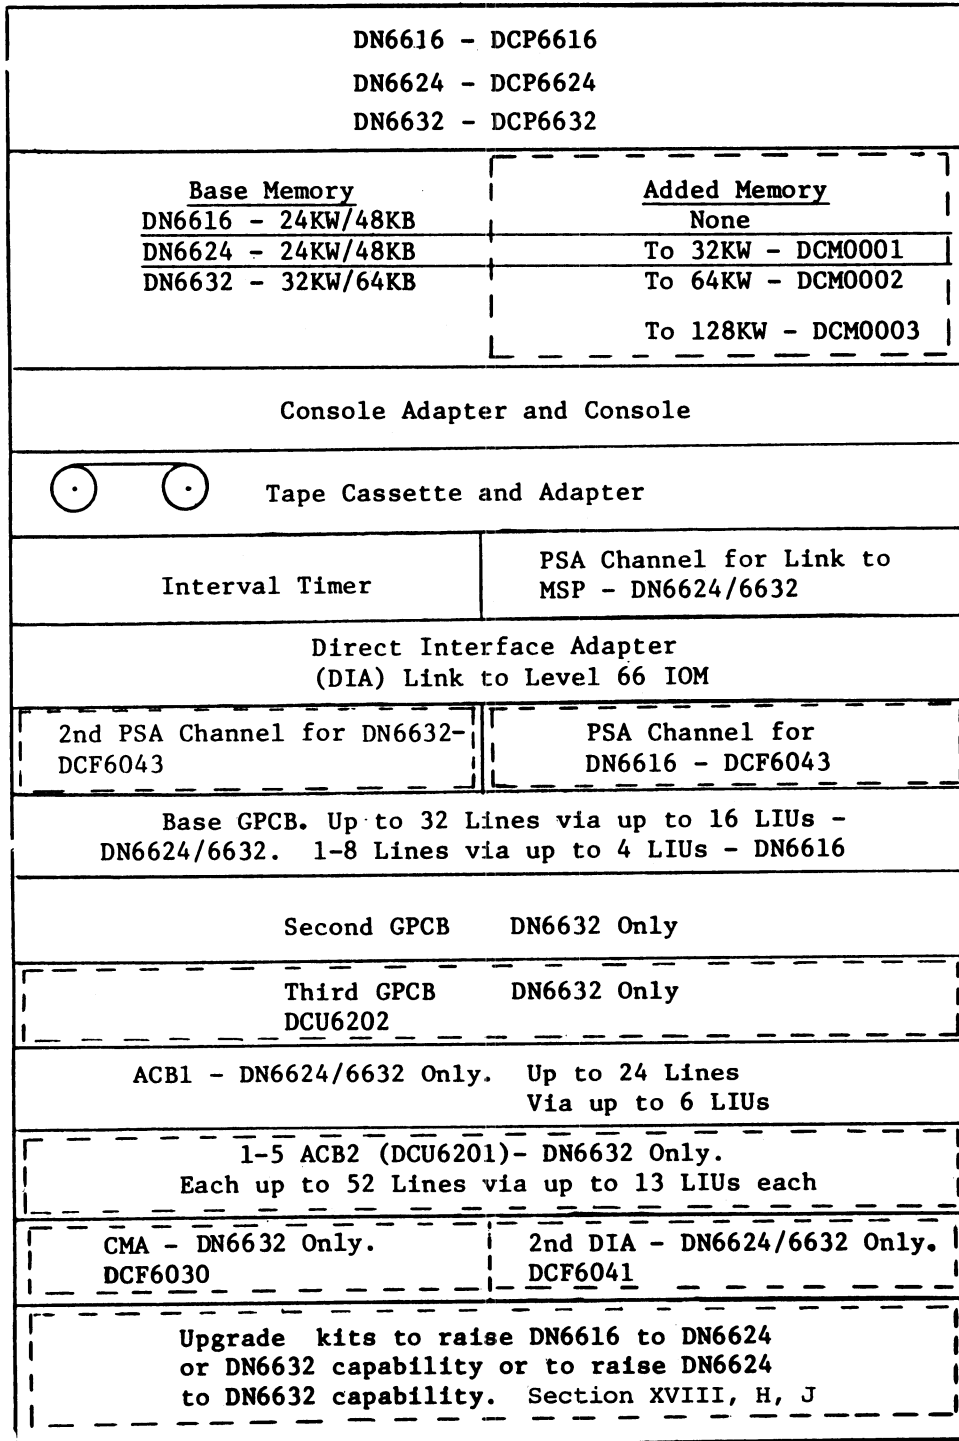 DN6616 - DCP6616
DN6624 - DCP6624
DN6632 - DCP6632
Base Memory
DN6616 - 24KW/48KB
DN6624 - 24KW/48KB
DN6632 - 32KW/64KB
Added Memory
None
To 32KW - DCM0001
To 64KW - DCM0002
To 128KW - DCM0003
Console Adapter and Console
Tape Cassette and Adapter
Interval Timer
PSA Channel for Link to
MSP - DN6624/6632
Direct Interface Adapter
(DIA) Link to Level 66 IOM
2nd PSA Channel for DN6632-
DCF6043
PSA Channel for
DN6616 - DCF6043
Base GPCB. Up to 32 Lines via up to 16 LIUs -
DN6624/6632. 1-8 Lines via up to 4 LIUs - DN6616
Second GPCB DN6632 Only
Third GPCB DN6632 Only
DCU6202
ACB1 - DN6624/6632 Only. Up to 24 Lines
Via up to 6 LIUs
1-5 ACB2 (DCU6201)- DN6632 Only.
Each up to 52 Lines via up to 13 LIUs each
CMA - DN6632 Only.
DCF6030
2nd DIA - DN6624/6632 Only.
DCF6041
Upgrade kits to raise DN6616 to DN6624
or DN6632 capability or to raise DN6624
to DN6632 capability. Section XVIII, H, J